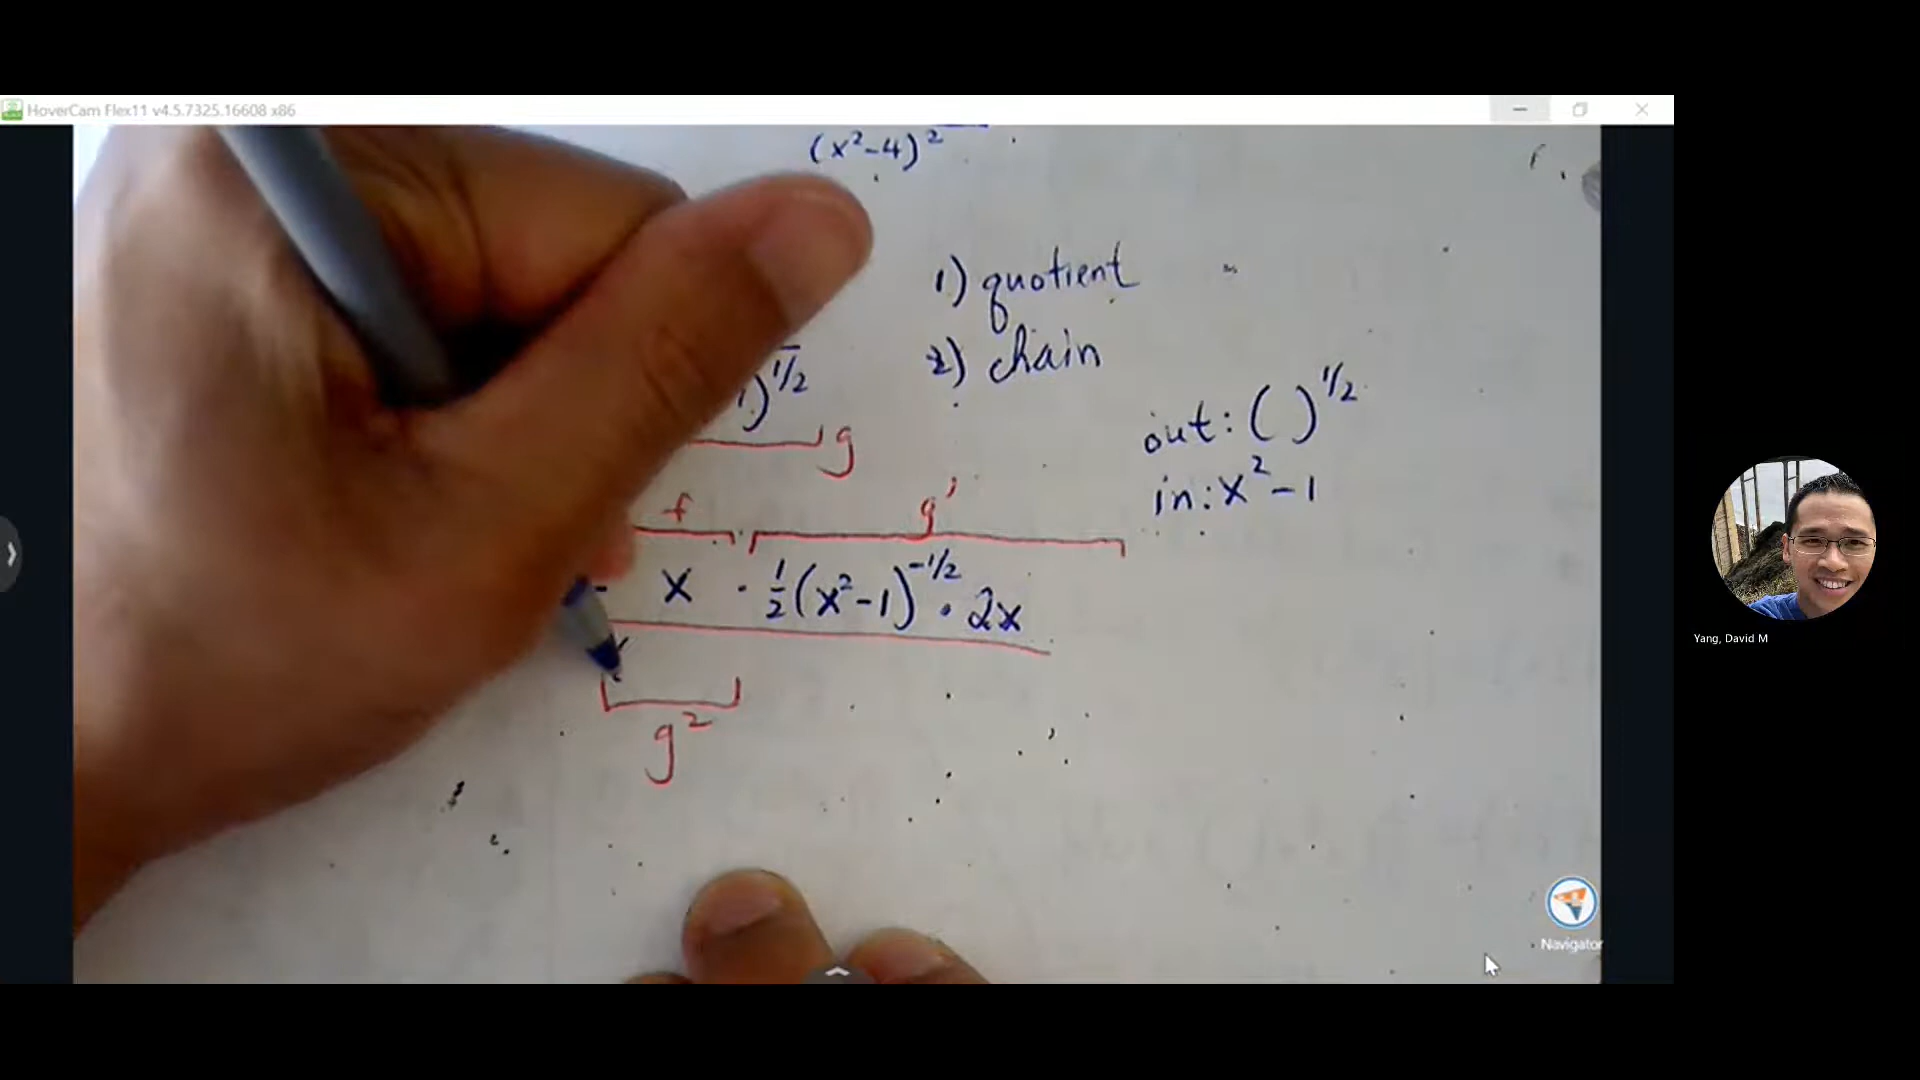 HoverCam Flex11 v4.5.7325.16608 x86
(x²-4)²
1) quotient
2) chain
)^1/2
g
out: ( )^1/2
in: x²-1
f g'
- x · 1/2(x²-1)^-1/2 · 2x
g²
Yang, David M
Navigator